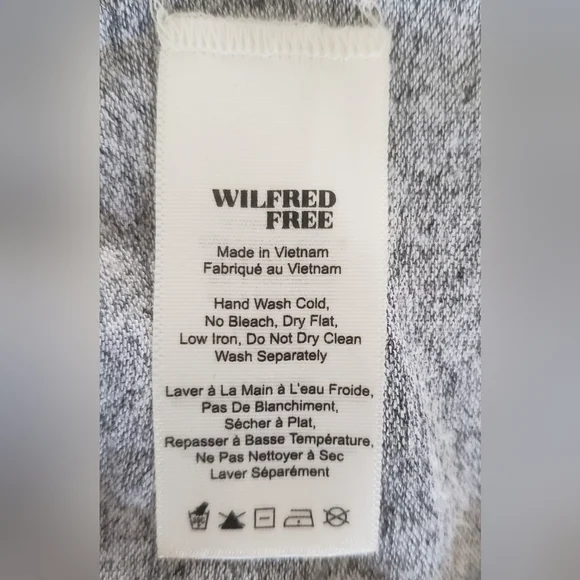 WILFRED
FREE
Made in Vietnam
Fabriqué au Vietnam
Hand Wash Cold,
No Bleach, Dry Flat,
Low Iron, Do Not Dry Clean
Wash Separately
Laver à La Main à L'eau Froide,
Pas De Blanchiment,
Sécher à Plat,
Repasser à Basse Température,
Ne Pas Nettoyer à Sec
Laver Séparément